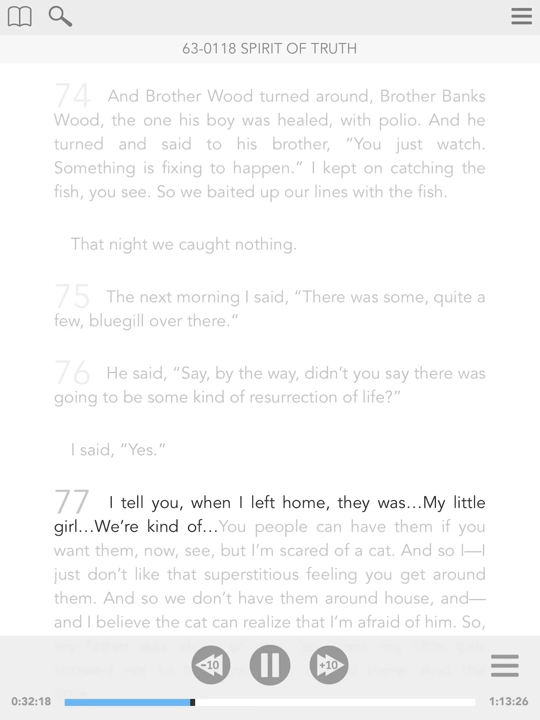 63-0118 SPIRIT OF TRUTH
74 And Brother Wood turned around, Brother Banks
Wood, the one his boy was healed, with polio. And he
turned and said to his brother, “You just watch.
Something is fixing to happen.” I kept on catching the
fish, you see. So we baited up our lines with the fish.
That night we caught nothing.
75 The next morning I said, “There was some, quite a
few, bluegill over there.”
76 He said, “Say, by the way, didn’t you say there was
going to be some kind of resurrection of life?”
I said, “Yes.”
77 I tell you, when I left home, they was…My little
girl…We’re kind of…You people can have them if you
want them, now, see, but I’m scared of a cat. And so I—I
just don’t like that superstitious feeling you get around
them. And so we don’t have them around house, and—
and I believe the cat can realize that I’m afraid of him. So,
-10
+10
0:32:18
1:13:26